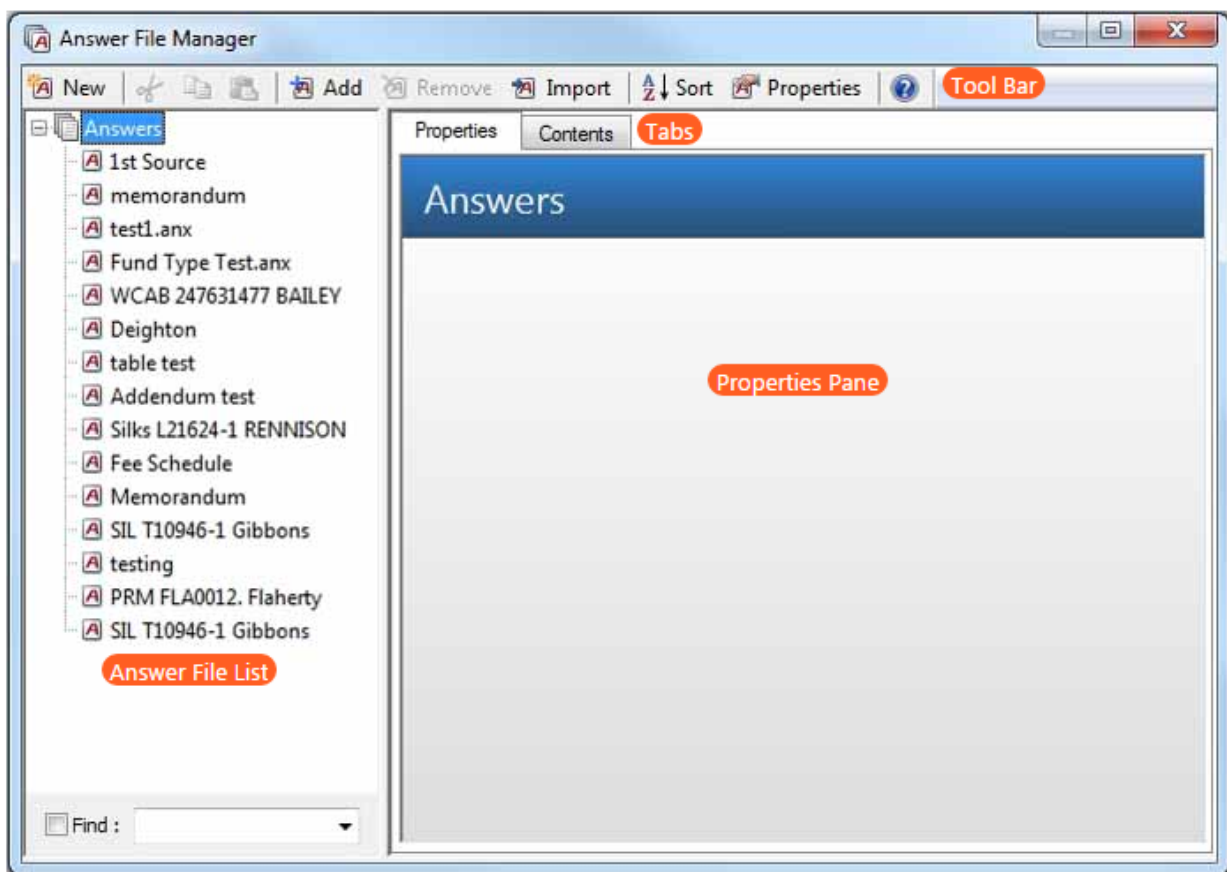 Answer File Manager
New Add Remove Import Sort Properties Tool Bar
Answers
1st Source
memorandum
test1.anx
Fund Type Test.anx
WCAB 247631477 BAILEY
Deighton
table test
Addendum test
Silks L21624-1 RENNISON
Fee Schedule
Memorandum
SIL T10946-1 Gibbons
testing
PRM FLA0012. Flaherty
SIL T10946-1 Gibbons
Answer File List
Find :
Properties Contents Tabs
Answers
Properties Pane